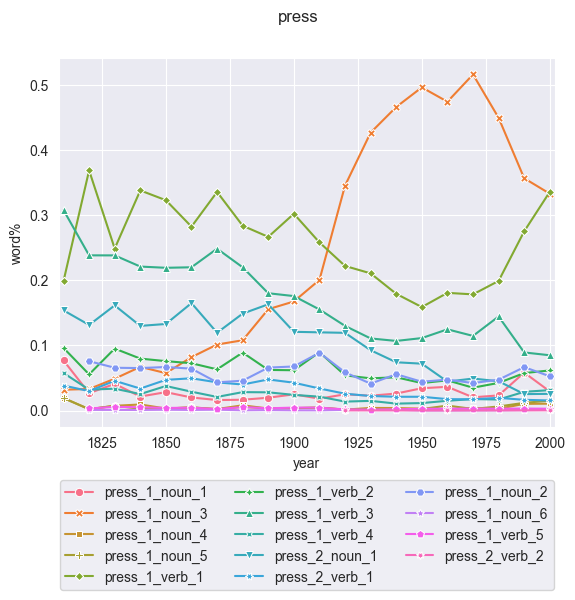 press
0.5
0.4
0.3
0.2
0.1
0.0
word%
1825 1850 1875 1900 1925 1950 1975 2000
year
press_1_noun_1 press_1_verb_2 press_1_noun_2
press_1_noun_3 press_1_verb_3 press_1_noun_6
press_1_noun_4 press_1_verb_4 press_1_verb_5
press_1_noun_5 press_2_noun_1 press_2_verb_2
press_1_verb_1 press_2_verb_1